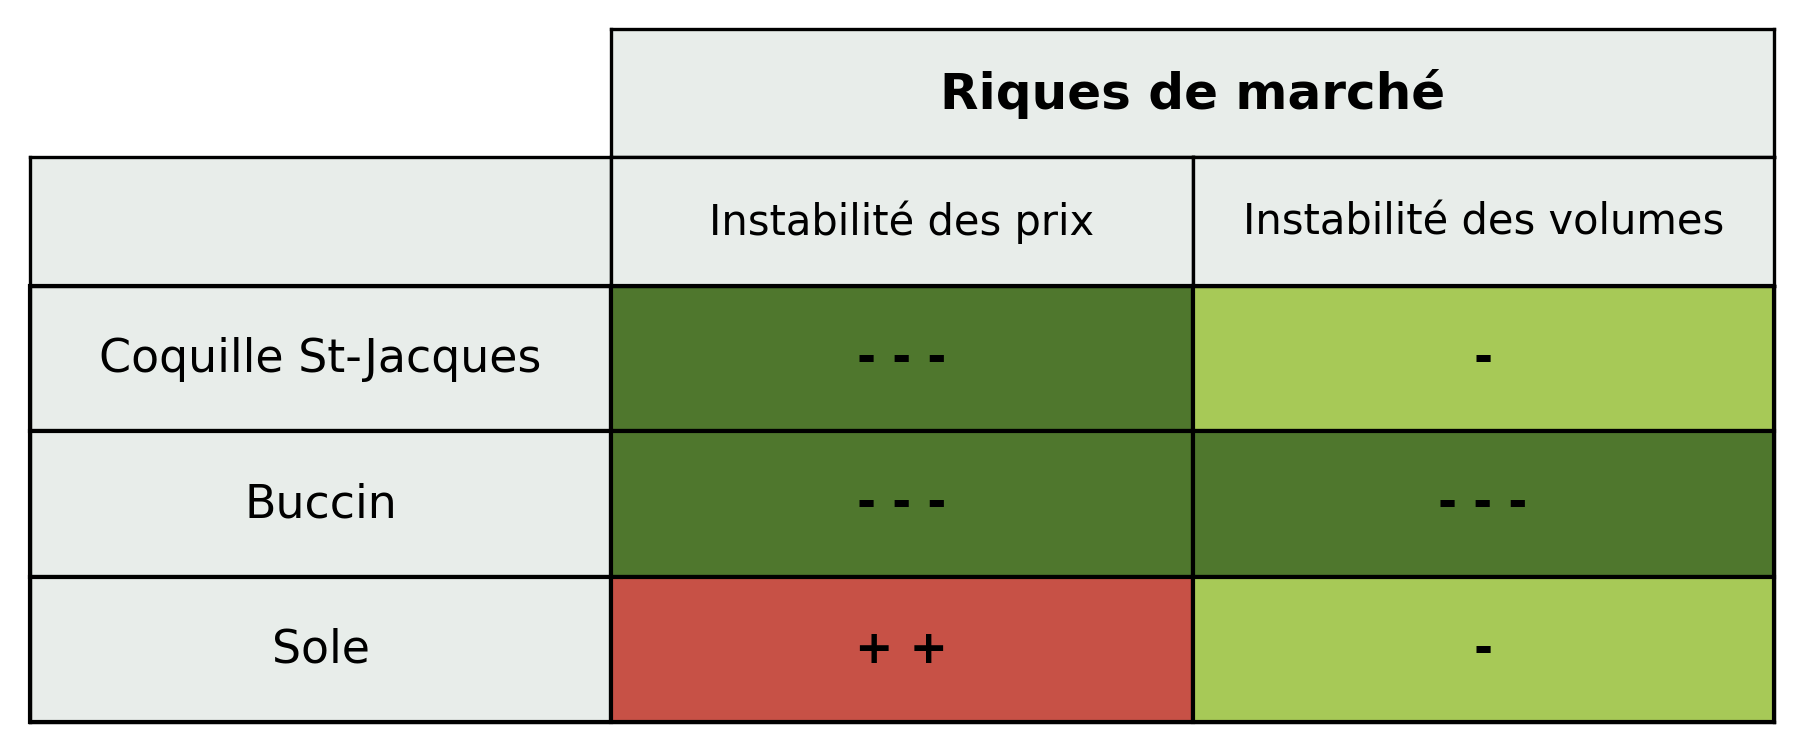 Riques de marché
Instabilité des prix
Instabilité des volumes
Coquille St-Jacques
- - -
-
Buccin
- - -
- - -
Sole
+ +
-